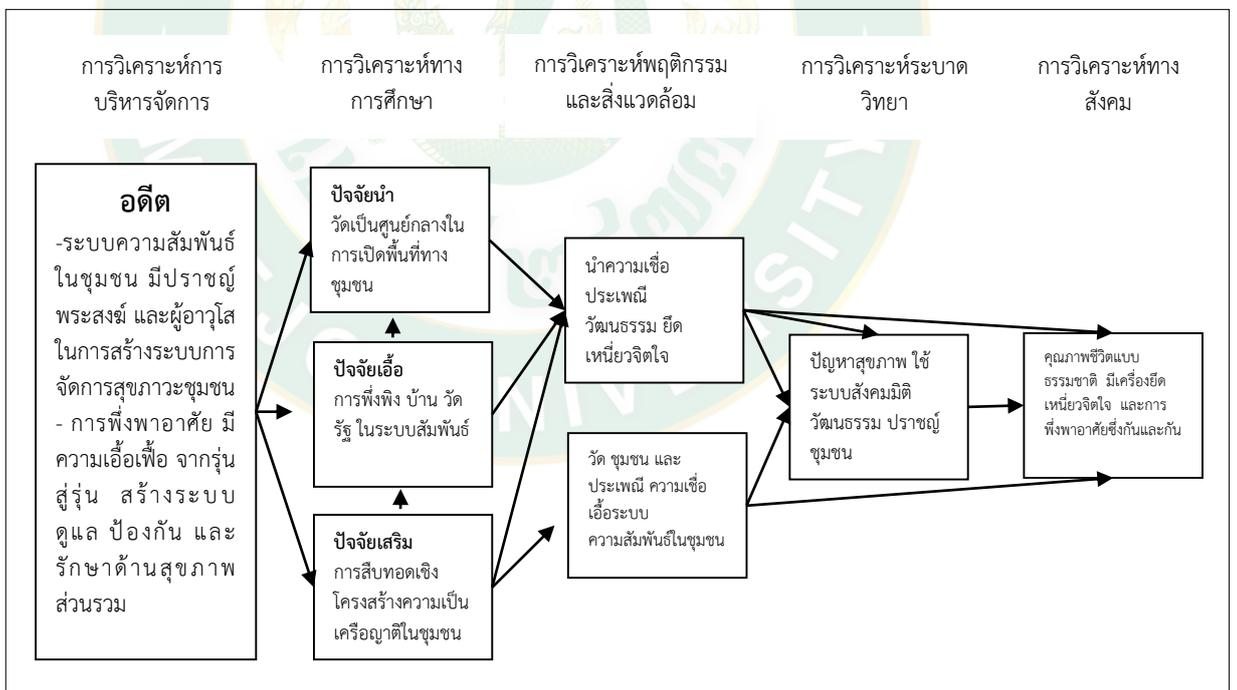 การวิเคราะห์การ
บริหารจัดการ
การวิเคราะห์ทาง
การศึกษา
การวิเคราะห์พฤติกรรม
และสิ่งแวดล้อม
การวิเคราะห์ระบาด
วิทยา
การวิเคราะห์ทาง
สังคม
อดีต
-ระบบความสัมพันธ์
ในชุมชน มีปราชญ์
พระสงฆ์ และผู้อาวุโส
ในการสร้างระบบการ
จัดการสุขภาวะชุมชน
- การพึ่งพาอาศัย มี
ความเอื้อเฟื้อ จากรุ่น
สู่รุ่น สร้างระบบ
ดูแล ป้องกัน และ
รักษาด้านสุขภาพ
ส่วนรวม
ปัจจัยนำ
วัดเป็นศูนย์กลางใน
การเปิดพื้นที่ทาง
ชุมชน
ปัจจัยเอื้อ
การพึ่งพิง บ้าน วัด
รัฐ ในระบบสัมพันธ์
ปัจจัยเสริม
การสืบทอดเชิง
โครงสร้างความเป็น
เครือญาติในชุมชน
นำความเชื่อ
ประเพณี
วัฒนธรรม ยึด
เหนี่ยวจิตใจ
วัด ชุมชน และ
ประเพณี ความเชื่อ
เอื้อระบบ
ความสัมพันธ์ในชุมชน
ปัญหาสุขภาพ ใช้
ระบบสังคมมิติ
วัฒนธรรม ปราชญ์
ชุมชน
คุณภาพชีวิตแบบ
ธรรมชาติ มีเครื่องยึด
เหนี่ยวจิตใจ และการ
พึ่งพาอาศัยซึ่งกันและกัน
UNIVERSITY